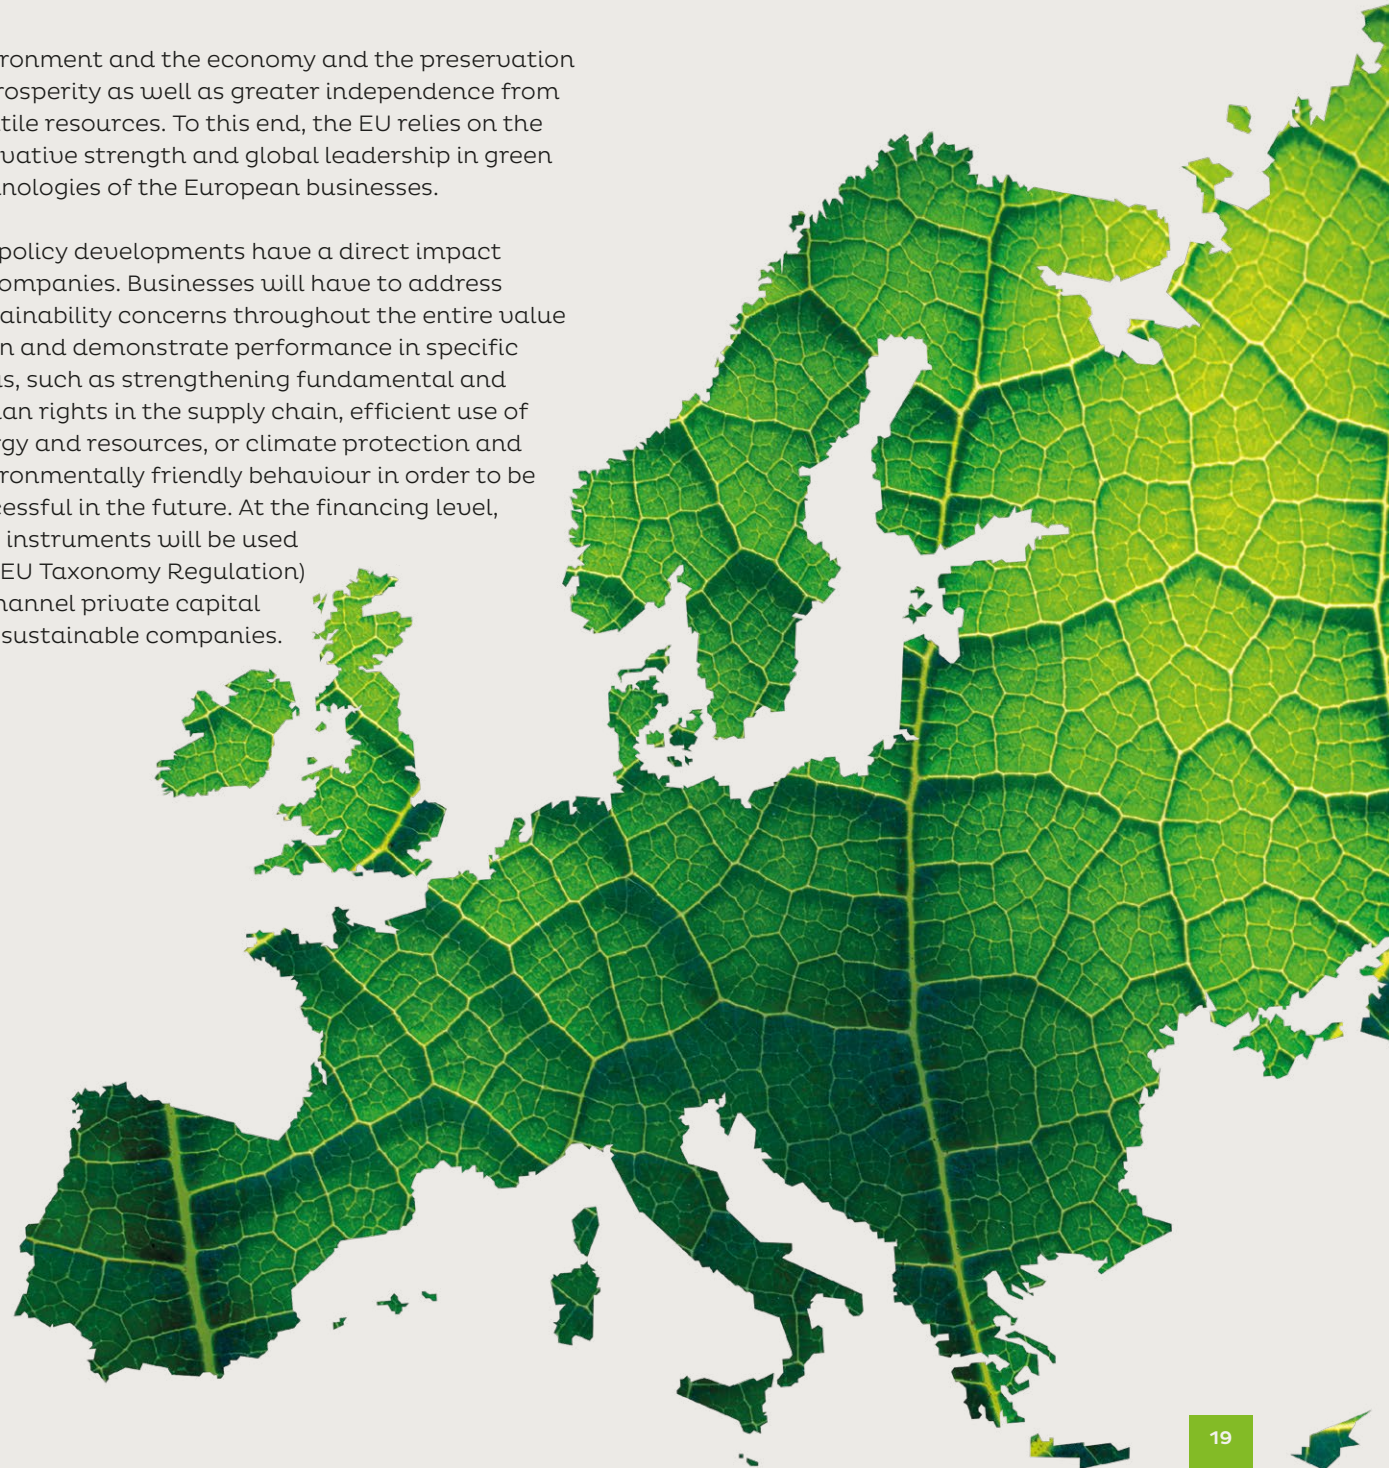 ronment and the economy and the preservation
rosperity as well as greater independence from
tile resources. To this end, the EU relies on the
vative strength and global leadership in green
nologies of the European businesses.
policy developments have a direct impact
ompanies. Businesses will have to address
ainability concerns throughout the entire value
n and demonstrate performance in specific
s, such as strengthening fundamental and
an rights in the supply chain, efficient use of
gy and resources, or climate protection and
ronmentally friendly behaviour in order to be
essful in the future. At the financing level,
instruments will be used
EU Taxonomy Regulation)
hannel private capital
sustainable companies.
19